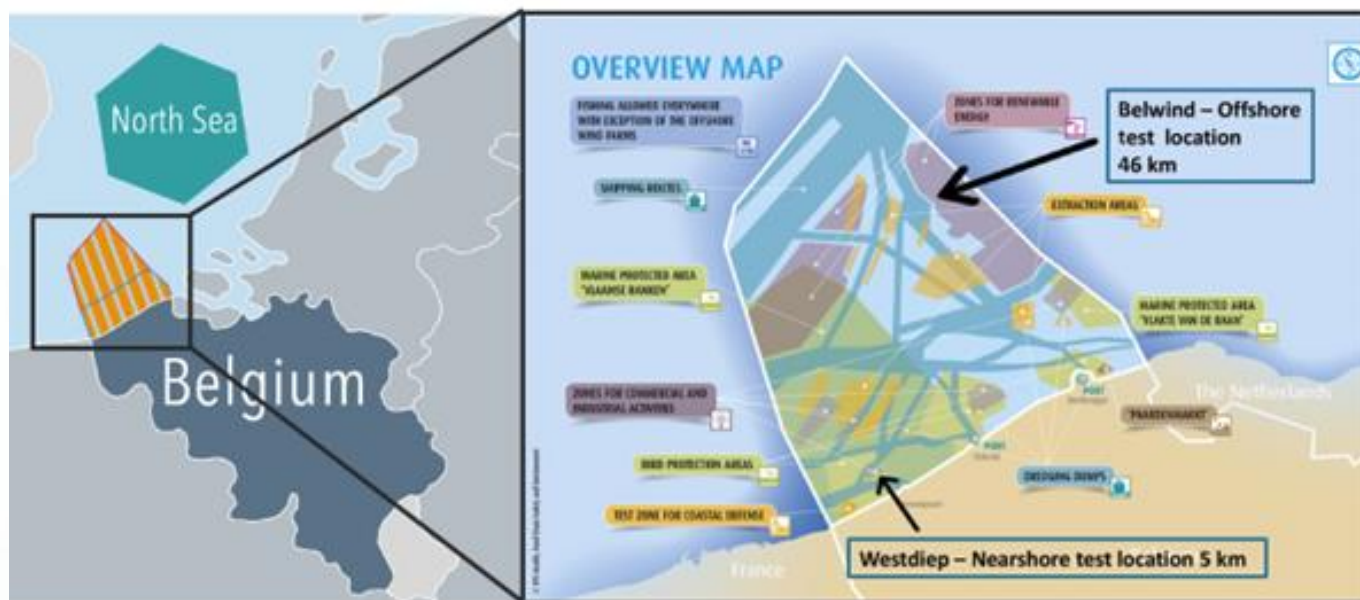 North Sea
Belgium
OVERVIEW MAP
FISHING ALLOWED EVERYWHERE
WITH EXCEPTION OF THE OFFSHORE
WIND FARMS
ZONES FOR RENEWABLE
ENERGY
Belwind – Offshore
test location
46 km
SHIPPING ROUTES
EXTRACTION AREAS
MARINE PROTECTED AREA
"VLAAMSE BANKEN"
MARINE PROTECTED AREA
"VLAKTE VAN DE RAAN"
The Netherlands
ZONES FOR COMMERCIAL AND
INDUSTRIAL ACTIVITIES
PORT
PAARDENMARKT
PORT
BIRD PROTECTION AREAS
DREDGING DUMPS
TEST ZONE FOR COASTAL DEFENSE
Westdiep – Nearshore test location 5 km
France